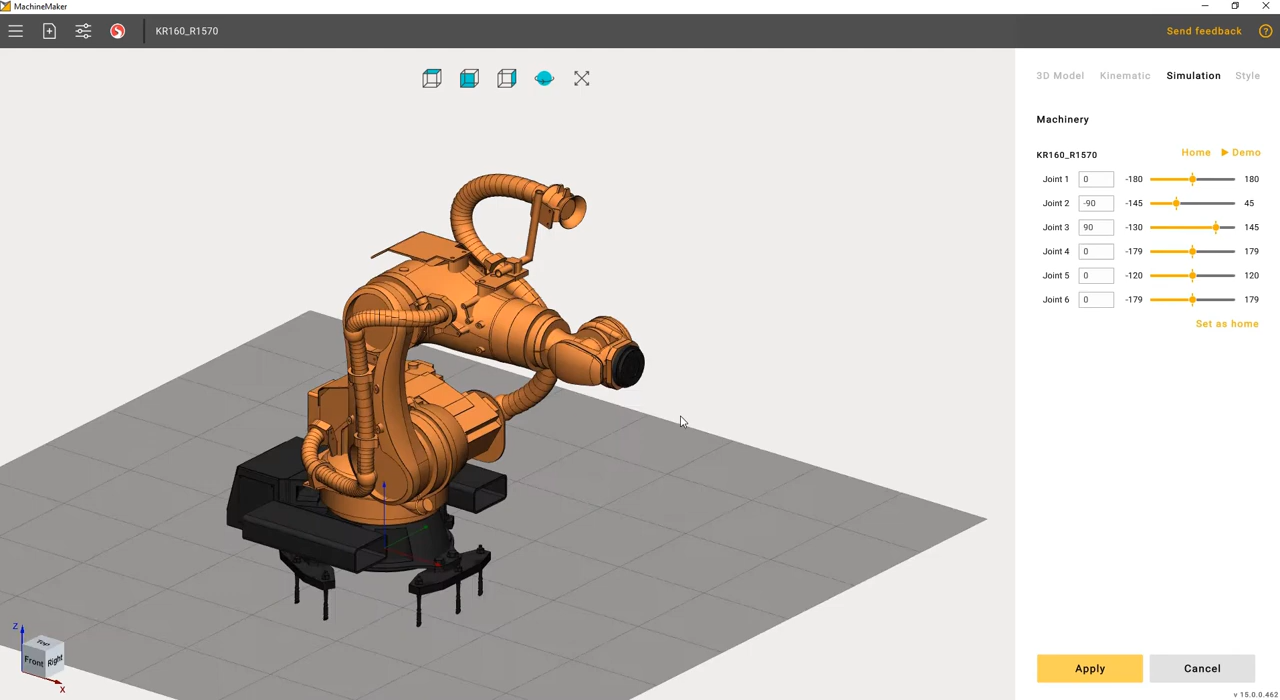 MachineMaker
KR160_R1570
Send feedback
3D Model Kinematic Simulation Style
Machinery
KR160_R1570 Home Demo
Joint 1 0 -180 180
Joint 2 -90 -145 45
Joint 3 90 -130 145
Joint 4 0 -179 179
Joint 5 0 -120 120
Joint 6 0 -179 179
Set as home
Z
Top
Front Right
X
Apply Cancel
v 15.0.0.462